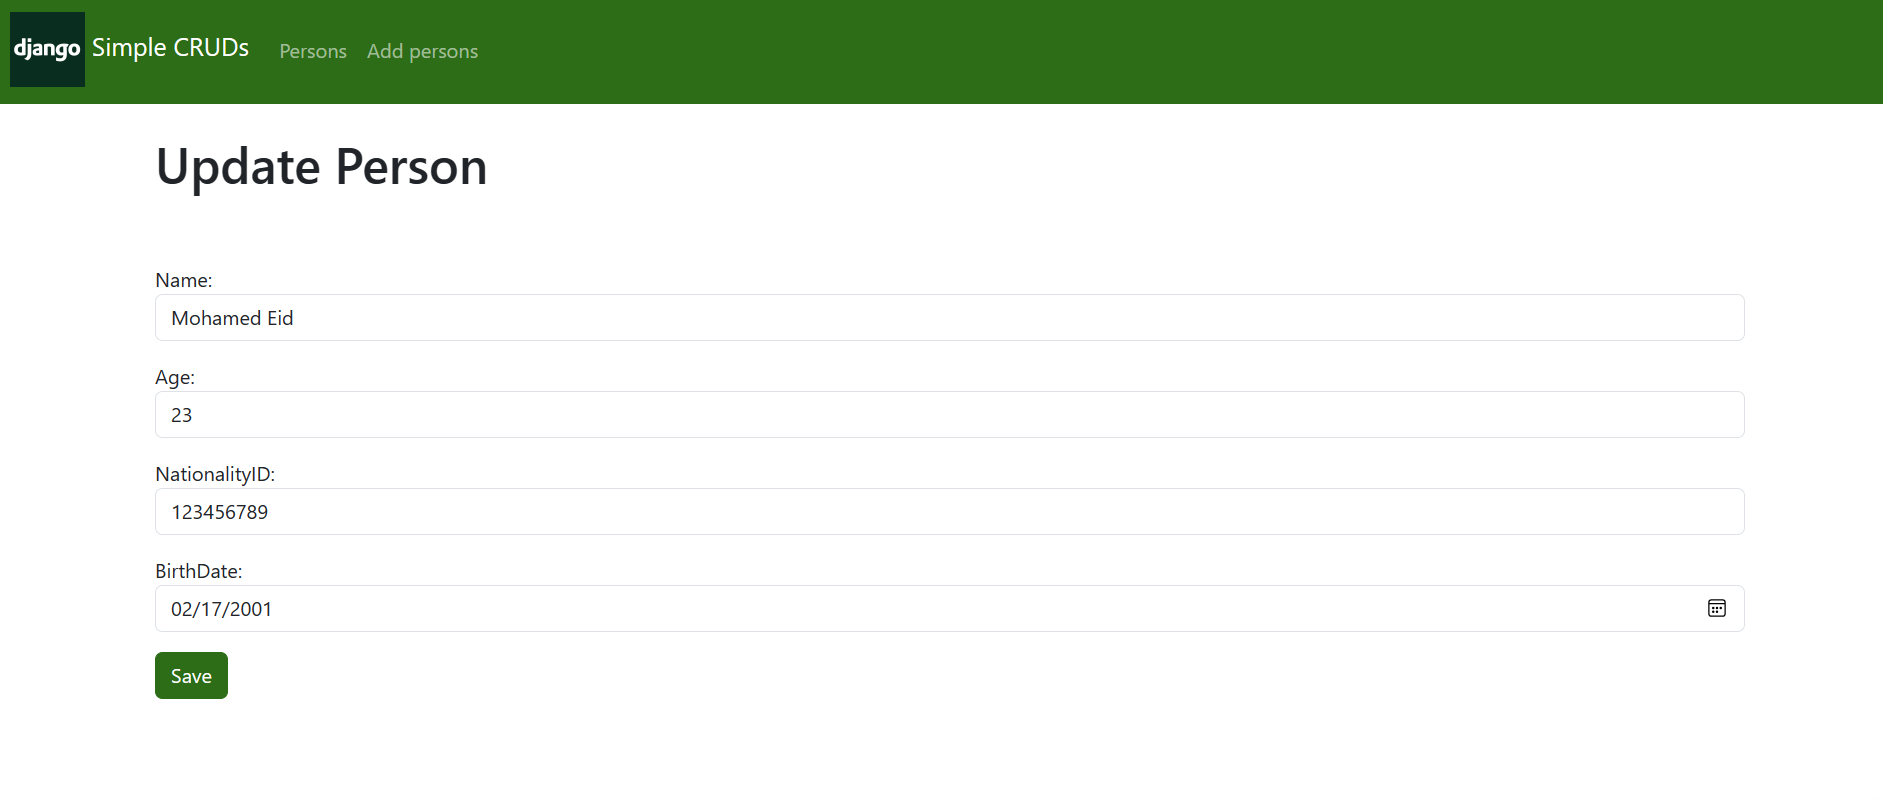 django Simple CRUDs Persons Add persons
Update Person
Name:
Mohamed Eid
Age:
23
NationalityID:
123456789
BirthDate:
02/17/2001
Save